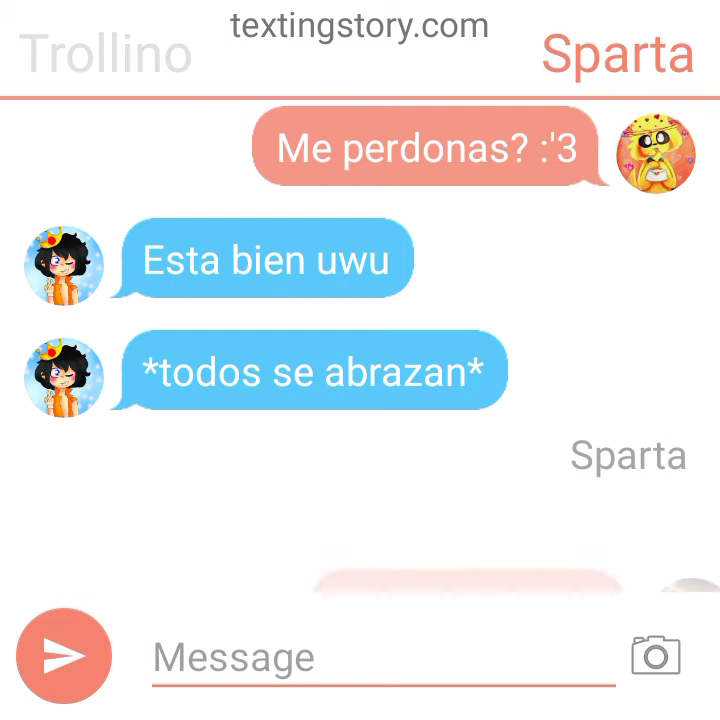 textingstory.com
Trollino
Sparta
Me perdonas? :'3
Esta bien uwu
*todos se abrazan*
Sparta
Message